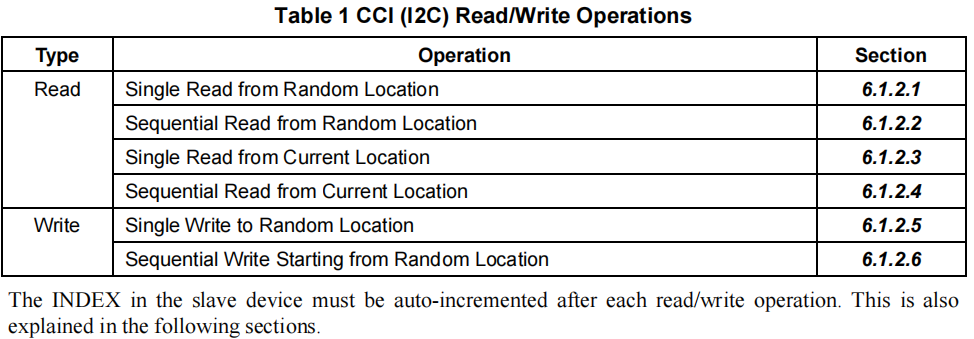 Table 1 CCI (I2C) Read/Write Operations
Type Operation Section
Read Single Read from Random Location 6.1.2.1
Sequential Read from Random Location 6.1.2.2
Single Read from Current Location 6.1.2.3
Sequential Read from Current Location 6.1.2.4
Write Single Write to Random Location 6.1.2.5
Sequential Write Starting from Random Location 6.1.2.6
The INDEX in the slave device must be auto-incremented after each read/write operation. This is also
explained in the following sections.